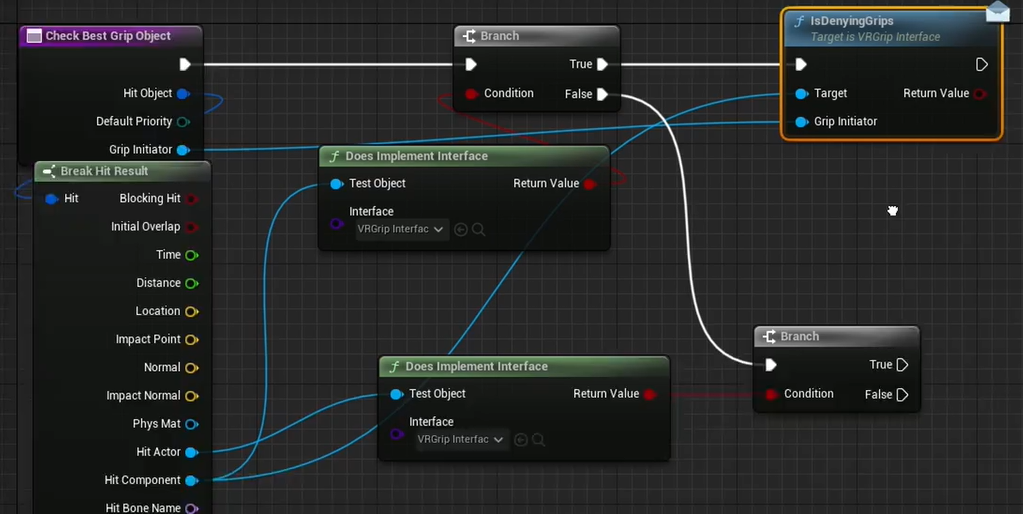 Check Best Grip Object
Hit Object
Default Priority
Grip Initiator
Break Hit Result
Hit
Blocking Hit
Initial Overlap
Time
Distance
Location
Impact Point
Normal
Impact Normal
Phys Mat
Hit Actor
Hit Component
Hit Bone Name
Branch
True
Condition
False
f Does Implement Interface
Test Object
Return Value
Interface
VRGrip Interfac
f Does Implement Interface
Test Object
Return Value
Interface
VRGrip Interfac
f IsDenyingGrips
Target is VRGrip Interface
Target
Return Value
Grip Initiator
Branch
True
Condition
False